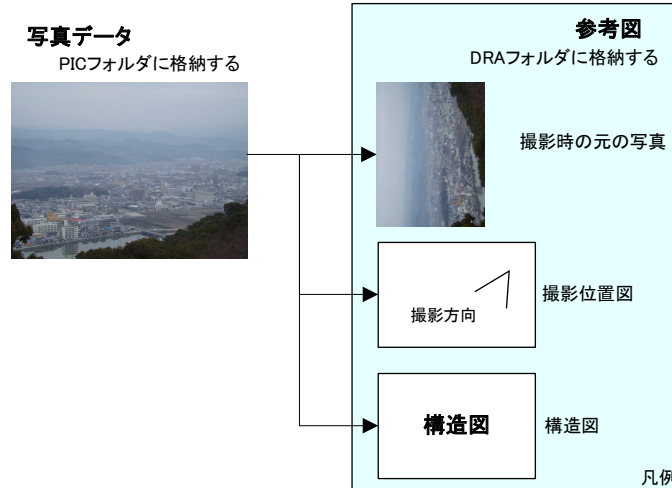 写真データ
PICフォルダに格納する
参考図
DRAフォルダに格納する
撮影時の元の写真
撮影方向
撮影位置図
構造図
構造図
凡例